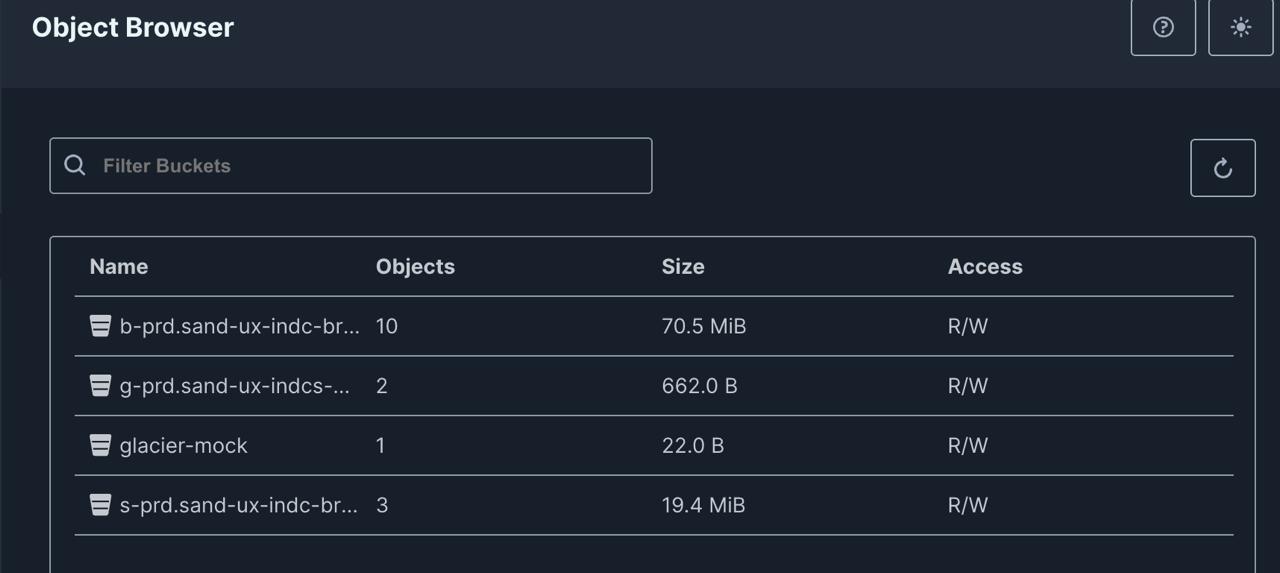 Object Browser
Filter Buckets
Name Objects Size Access
b-prd.sand-ux-indc-br... 10 70.5 MiB R/W
g-prd.sand-ux-indcs-... 2 662.0 B R/W
glacier-mock 1 22.0 B R/W
s-prd.sand-ux-indc-br... 3 19.4 MiB R/W